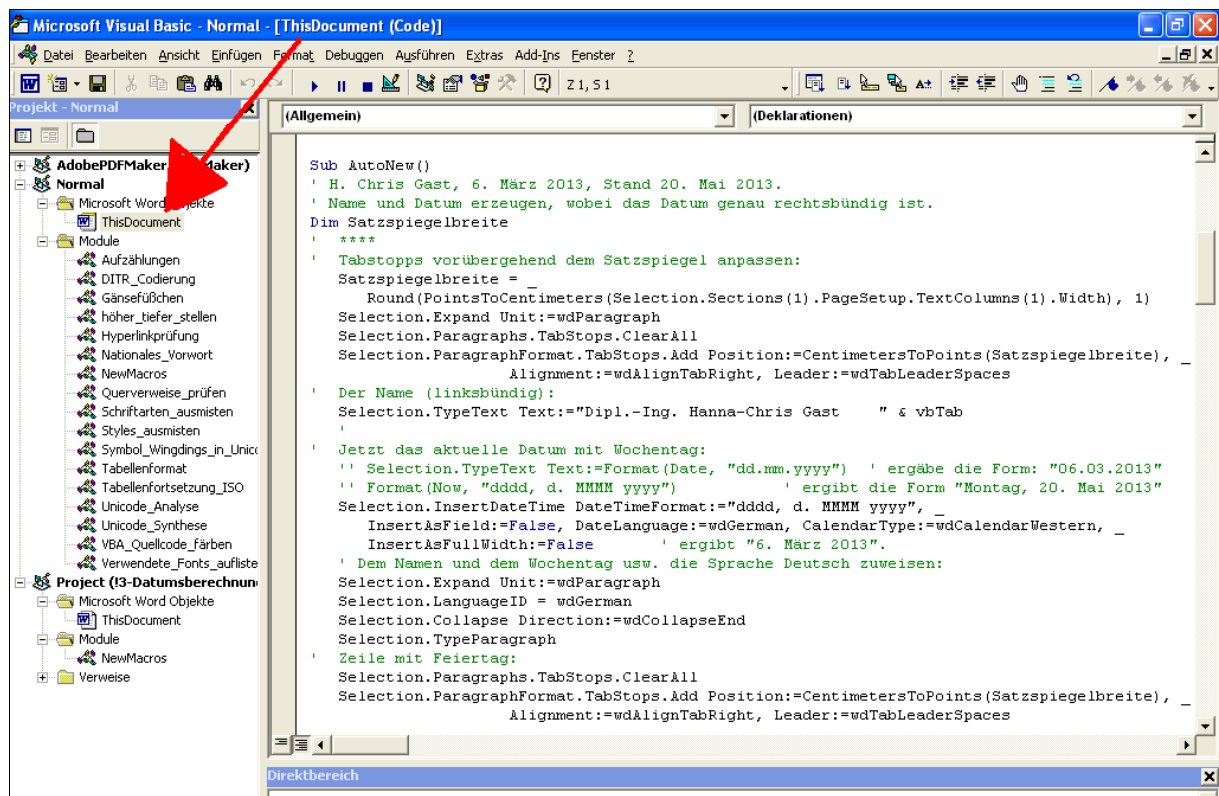 Microsoft Visual Basic - Normal - [ThisDocument (Code)]
Datei Bearbeiten Ansicht Einfügen Format Debuggen Ausführen Extras Add-Ins Fenster ?
Z 1, S 1
Projekt - Normal
(Allgemein)
(Deklarationen)
AdobePDFMaker Maker)
Normal
Microsoft Word Objekte
ThisDocument
Module
Aufzählungen
DITR_Codierung
Gänsefüßchen
höher_tiefer_stellen
Hyperlinkprüfung
Nationales_Vorwort
NewMacros
Querverweise_prüfen
Schriftarten_ausmisten
Styles_ausmisten
Symbol_Wingdings_in_Unico
Tabellenformat
Tabellenfortsetzung_ISO
Unicode_Analyse
Unicode_Synthese
VBA_Quellcode_färben
Verwendete_Fonts_aufliste
Project (!3-Datumsberechnun
Microsoft Word Objekte
ThisDocument
Module
NewMacros
Verweise
Sub AutoNew()
' H. Chris Gast, 6. März 2013, Stand 20. Mai 2013.
' Name und Datum erzeugen, wobei das Datum genau rechtsbündig ist.
Dim Satzspiegelbreite
' ****
' Tabstopps vorübergehend dem Satzspiegel anpassen:
Satzspiegelbreite = _
Round(PointsToCentimeters(Selection.Sections(1).PageSetup.TextColumns(1).Width), 1)
Selection.Expand Unit:=wdParagraph
Selection.Paragraphs.TabStops.ClearAll
Selection.ParagraphFormat.TabStops.Add Position:=CentimetersToPoints(Satzspiegelbreite), _
Alignment:=wdAlignTabRight, Leader:=wdTabLeaderSpaces
' Der Name (linksbündig):
Selection.TypeText Text:="Dipl.-Ing. Hanna-Chris Gast    " & vbTab
'
' Jetzt das aktuelle Datum mit Wochentag:
'' Selection.TypeText Text:=Format(Date, "dd.mm.yyyy") ' ergäbe die Form: "06.03.2013"
'' Format(Now, "dddd, d. MMMM yyyy") ' ergibt die Form "Montag, 20. Mai 2013"
Selection.InsertDateTime DateTimeFormat:="dddd, d. MMMM yyyy", _
InsertAsField:=False, DateLanguage:=wdGerman, CalendarType:=wdCalendarWestern, _
InsertAsFullWidth:=False ' ergibt "6. März 2013".
' Dem Namen und dem Wochentag usw. die Sprache Deutsch zuweisen:
Selection.Expand Unit:=wdParagraph
Selection.LanguageID = wdGerman
Selection.Collapse Direction:=wdCollapseEnd
Selection.TypeParagraph
' Zeile mit Feiertag:
Selection.Paragraphs.TabStops.ClearAll
Selection.ParagraphFormat.TabStops.Add Position:=CentimetersToPoints(Satzspiegelbreite), _
Alignment:=wdAlignTabRight, Leader:=wdTabLeaderSpaces
Direktbereich